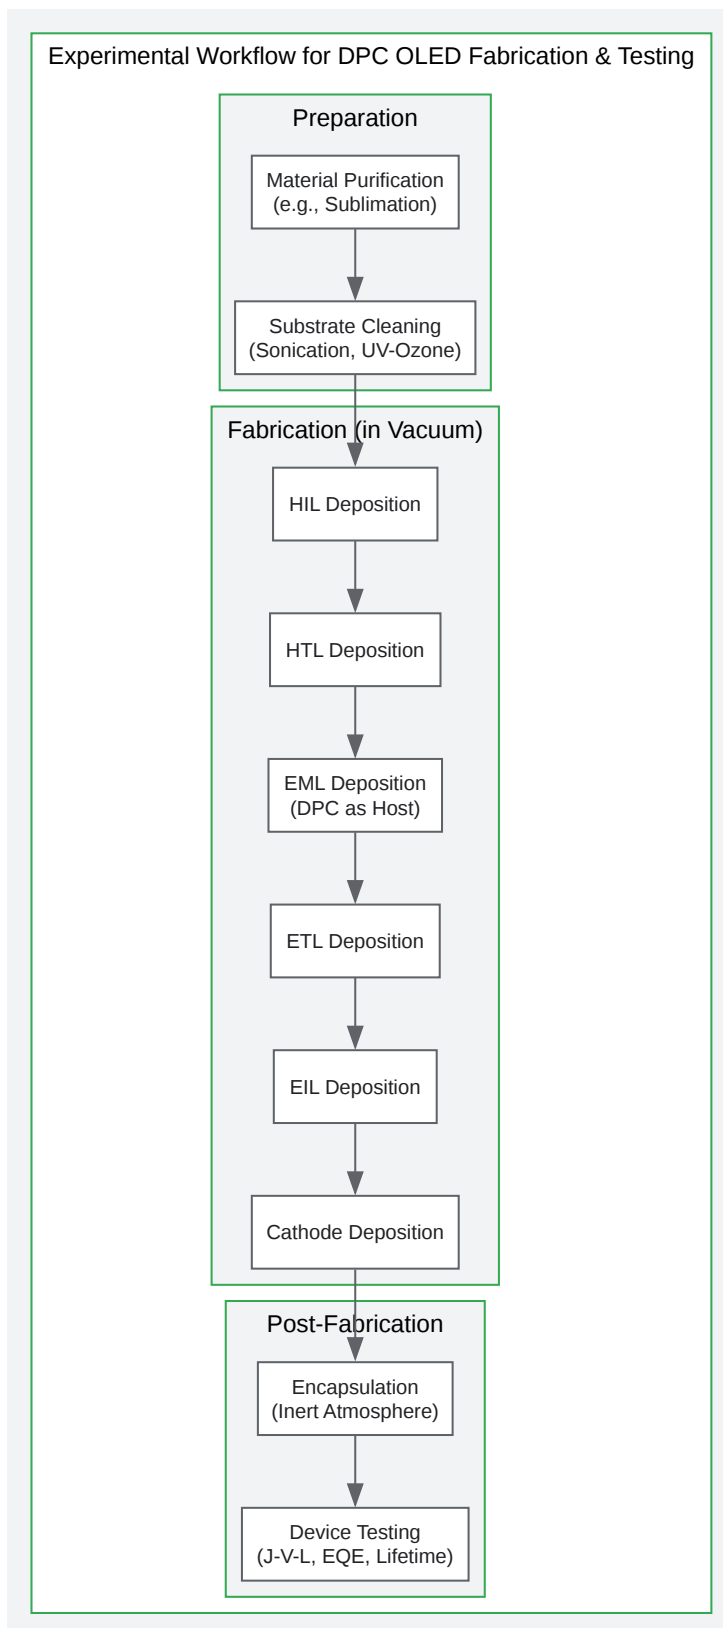 Experimental Workflow for DPC OLED Fabrication & Testing
Preparation
Material Purification
(e.g., Sublimation)
Substrate Cleaning
(Sonication, UV-Ozone)
Fabrication (in Vacuum)
HIL Deposition
HTL Deposition
EML Deposition
(DPC as Host)
ETL Deposition
EIL Deposition
Cathode Deposition
Post-Fabrication
Encapsulation
(Inert Atmosphere)
Device Testing
(J-V-L, EQE, Lifetime)